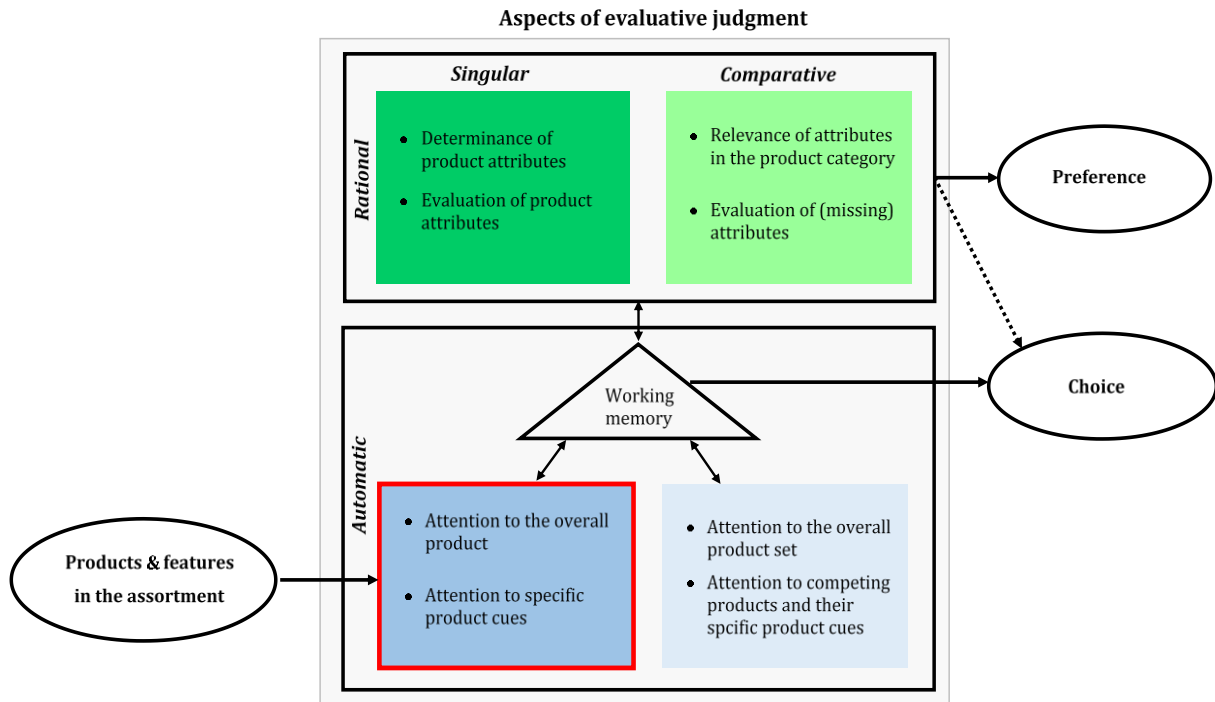 Aspects of evaluative judgment
Singular
Comparative
Rational
• Determinance of
product attributes
• Evaluation of product
attributes
• Relevance of attributes
in the product category
• Evaluation of (missing)
attributes
Preference
Working
memory
Choice
Automatic
• Attention to the overall
product
• Attention to specific
product cues
• Attention to the overall
product set
• Attention to competing
products and their
spcific product cues
Products & features
in the assortment